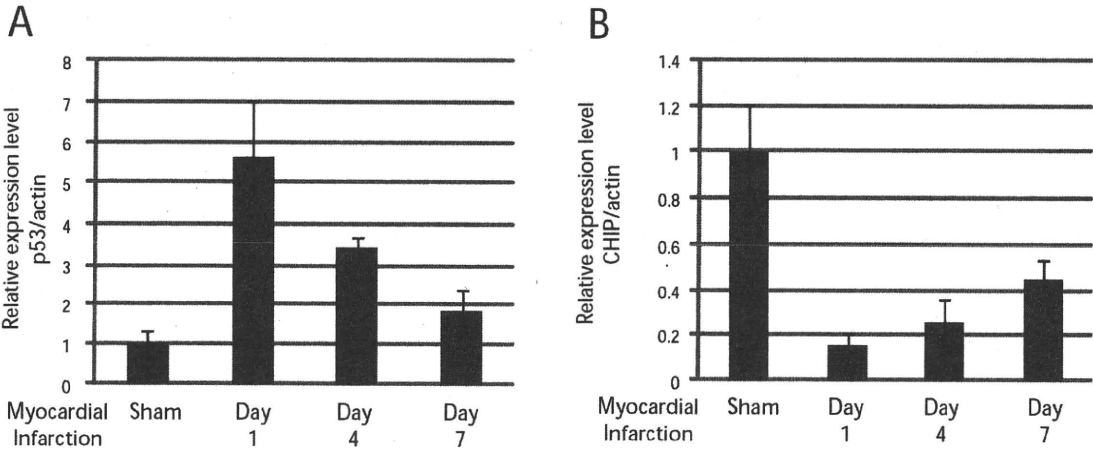 A
Relative expression level
p53/actin
8
7
6
5
4
3
2
1
0
Myocardial Infarction
Sham
Day 1
Day 4
Day 7
B
Relative expression level
CHIP/actin
1.4
1.2
1
0.8
0.6
0.4
0.2
0
Myocardial Infarction
Sham
Day 1
Day 4
Day 7